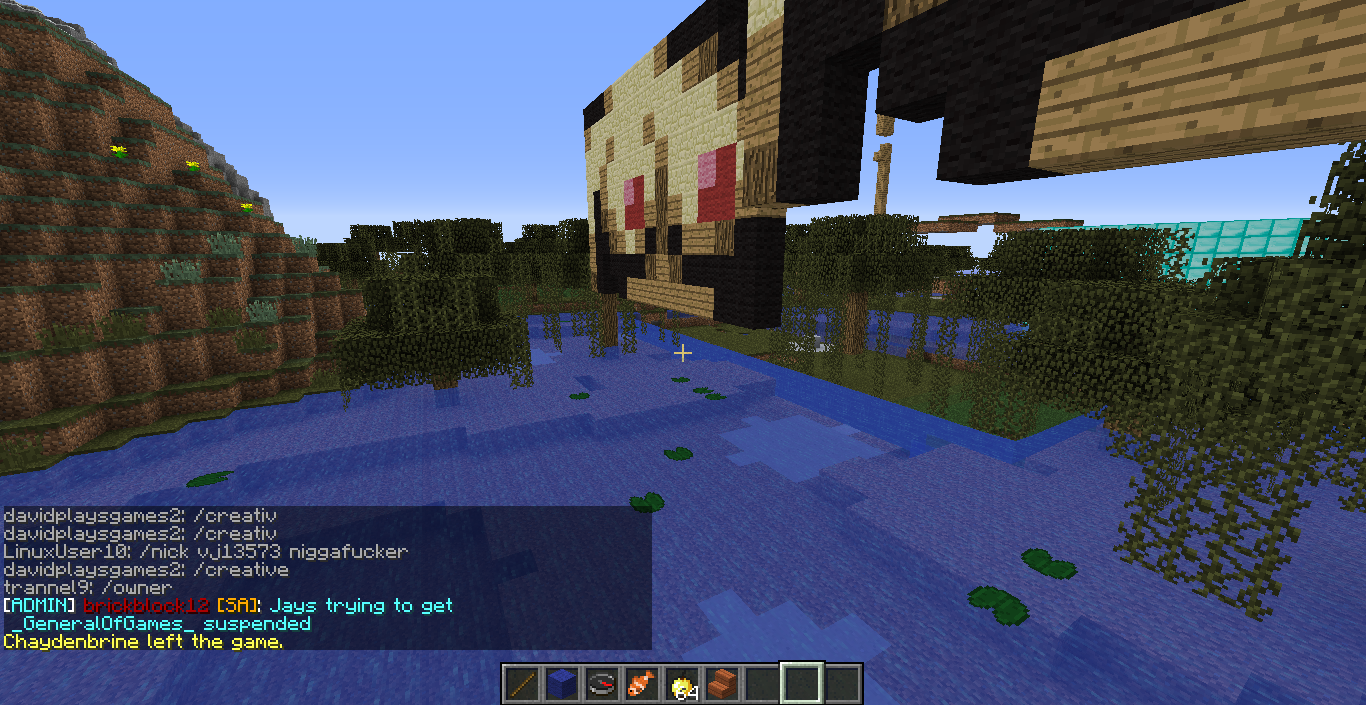 davidplaysgames2: /creativ
davidplaysgames2: /creativ
LinuxUser10: /nick vj13573 niggafucker
davidplaysgames2: /creative
trannel9: /owner
[ADMIN] brickblock12 [SA]: Jays trying to get
_GeneralOfGames_ suspended
Chaydenbrine left the game.
64